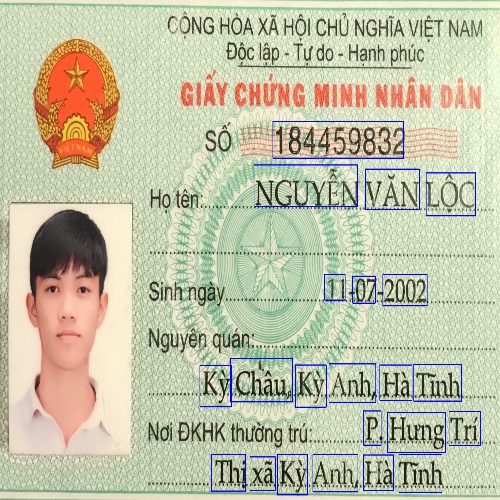 CỘNG HÒA XÃ HỘI CHỦ NGHĨA VIỆT NAM
Độc lập - Tự do - Hạnh phúc
GIẤY CHỨNG MINH NHÂN DÂN
SỐ 184459832
Họ tên: NGUYỄN VĂN LỘC
Sinh ngày 11-07-2002
Nguyên quán:
Kỳ Châu, Kỳ Anh, Hà Tĩnh
Nơi ĐKHK thường trú: P. Hưng Trí
Thị xã Kỳ Anh, Hà Tĩnh
VIỆT NAM